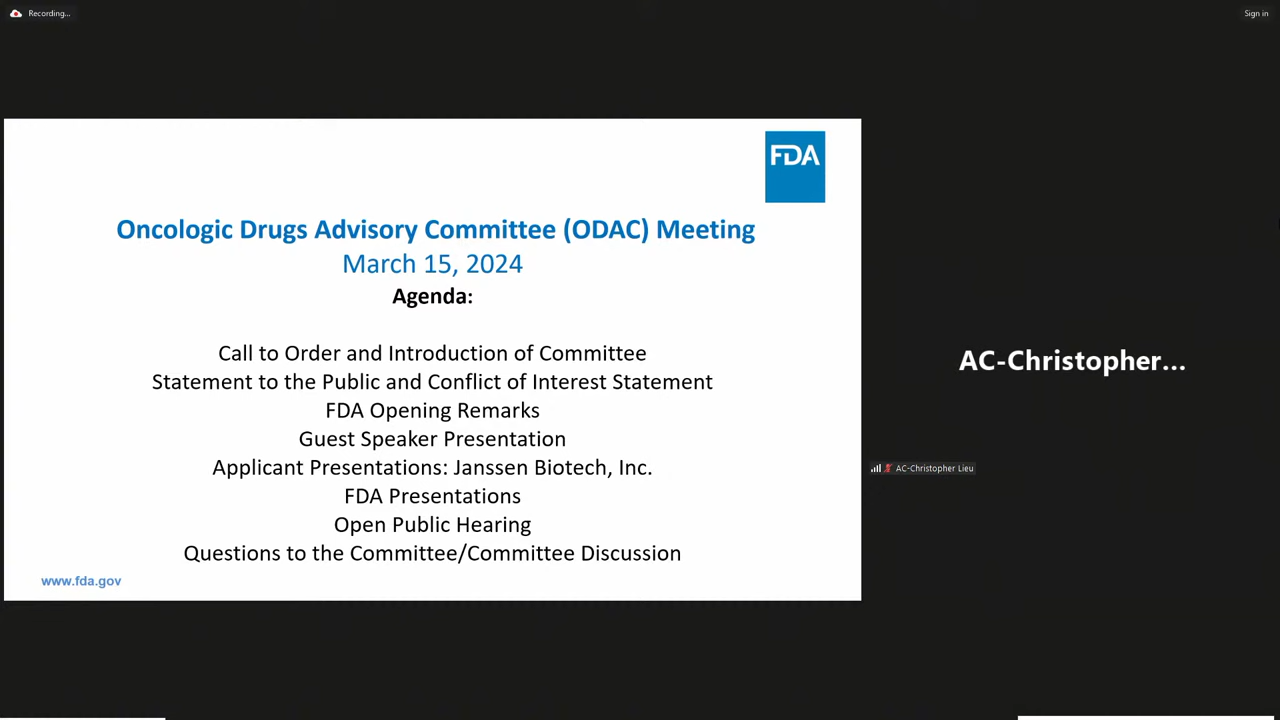 Recording...
Sign in
FDA
Oncologic Drugs Advisory Committee (ODAC) Meeting
March 15, 2024
Agenda:
Call to Order and Introduction of Committee
Statement to the Public and Conflict of Interest Statement
FDA Opening Remarks
Guest Speaker Presentation
Applicant Presentations: Janssen Biotech, Inc.
FDA Presentations
Open Public Hearing
Questions to the Committee/Committee Discussion
www.fda.gov
AC-Christopher...
AC-Christopher Lieu